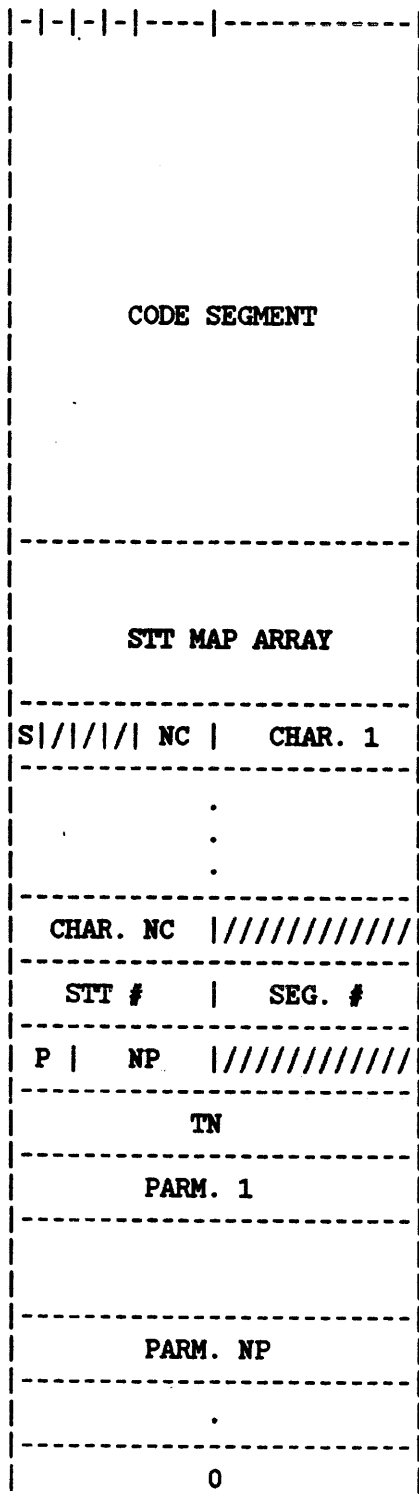 |-|-|-|-|----|------------|
CODE SEGMENT
STT MAP ARRAY
S|/|/|/| NC | CHAR. 1
.
.
.
CHAR. NC |////////////
STT # | SEG. #
P | NP |////////////
TN
PARM. 1
PARM. NP
.
0